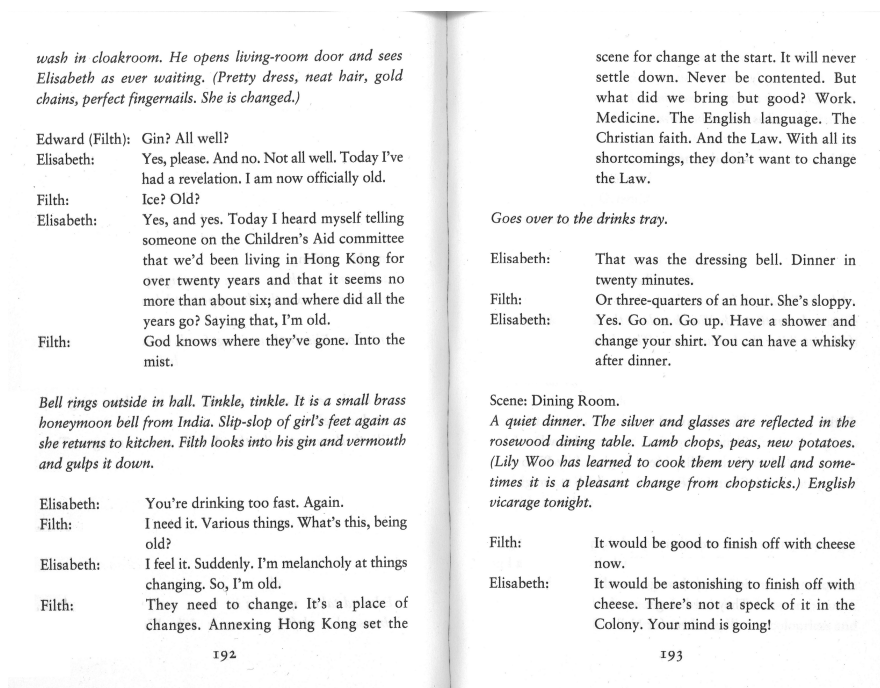 wash in cloakroom. He opens living-room door and sees
Elisabeth as ever waiting. (Pretty dress, neat hair, gold
chains, perfect fingernails. She is changed.)
Edward (Filth): Gin? All well?
Elisabeth: Yes, please. And no. Not all well. Today I've
had a revelation. I am now officially old.
Filth: Ice? Old?
Elisabeth: Yes, and yes. Today I heard myself telling
someone on the Children's Aid committee
that we'd been living in Hong Kong for
over twenty years and that it seems no
more than about six; and where did all the
years go? Saying that, I'm old.
Filth: God knows where they've gone. Into the
mist.
Bell rings outside in hall. Tinkle, tinkle. It is a small brass
honeymoon bell from India. Slip-slop of girl's feet again as
she returns to kitchen. Filth looks into his gin and vermouth
and gulps it down.
Elisabeth: You're drinking too fast. Again.
Filth: I need it. Various things. What's this, being
old?
Elisabeth: I feel it. Suddenly. I'm melancholy at things
changing. So, I'm old.
Filth: They need to change. It's a place of
changes. Annexing Hong Kong set the
192
scene for change at the start. It will never
settle down. Never be contented. But
what did we bring but good? Work.
Medicine. The English language. The
Christian faith. And the Law. With all its
shortcomings, they don't want to change
the Law.
Goes over to the drinks tray.
Elisabeth: That was the dressing bell. Dinner in
twenty minutes.
Filth: Or three-quarters of an hour. She's sloppy.
Elisabeth: Yes. Go on. Go up. Have a shower and
change your shirt. You can have a whisky
after dinner.
Scene: Dining Room.
A quiet dinner. The silver and glasses are reflected in the
rosewood dining table. Lamb chops, peas, new potatoes.
(Lily Woo has learned to cook them very well and some-
times it is a pleasant change from chopsticks.) English
vicarage tonight.
Filth: It would be good to finish off with cheese
now.
Elisabeth: It would be astonishing to finish off with
cheese. There's not a speck of it in the
Colony. Your mind is going!
193